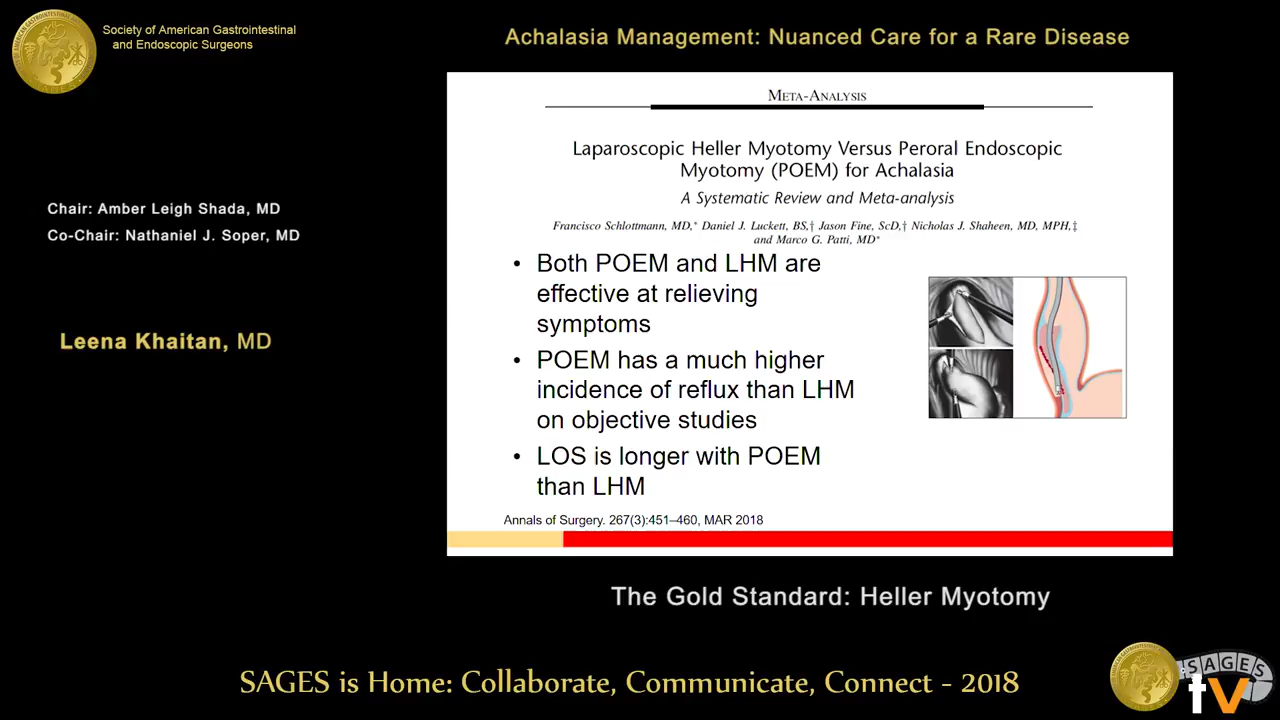 Society of American Gastrointestinal
and Endoscopic Surgeons
Achalasia Management: Nuanced Care for a Rare Disease
META-ANALYSIS
Laparoscopic Heller Myotomy Versus Peroral Endoscopic
Myotomy (POEM) for Achalasia
A Systematic Review and Meta-analysis
Francisco Schlottmann, MD,* Daniel J. Luckett, BS,† Jason Fine, ScD,† Nicholas J. Shaheen, MD, MPH,‡
and Marco G. Patti, MD*
• Both POEM and LHM are
effective at relieving
symptoms
• POEM has a much higher
incidence of reflux than LHM
on objective studies
• LOS is longer with POEM
than LHM
Annals of Surgery. 267(3):451–460, MAR 2018
Chair: Amber Leigh Shada, MD
Co-Chair: Nathaniel J. Soper, MD
Leena Khaitan, MD
The Gold Standard: Heller Myotomy
SAGES is Home: Collaborate, Communicate, Connect - 2018
SAGES
tv